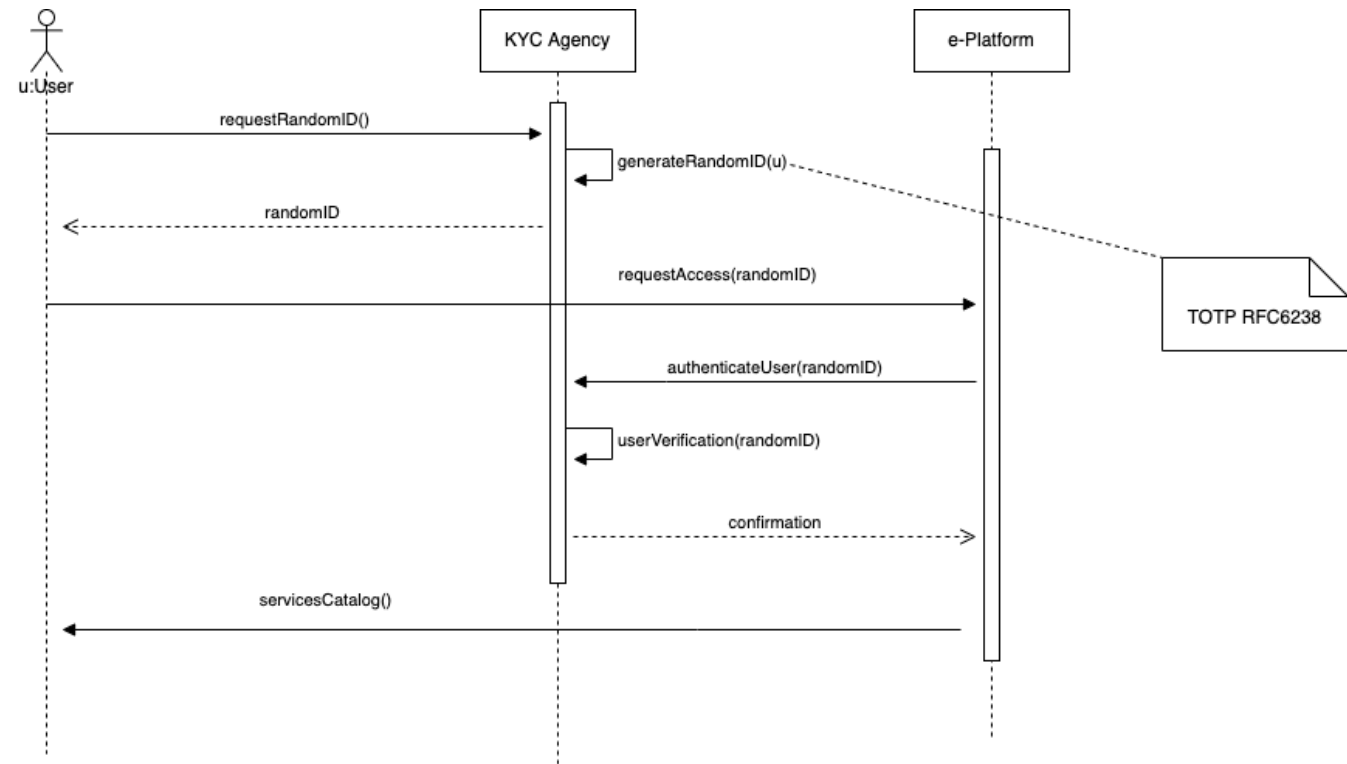 KYC Agency
e-Platform
u:User
requestRandomID()
generateRandomID(u)
randomID
requestAccess(randomID)
TOTP RFC6238
authenticateUser(randomID)
userVerification(randomID)
confirmation
servicesCatalog()